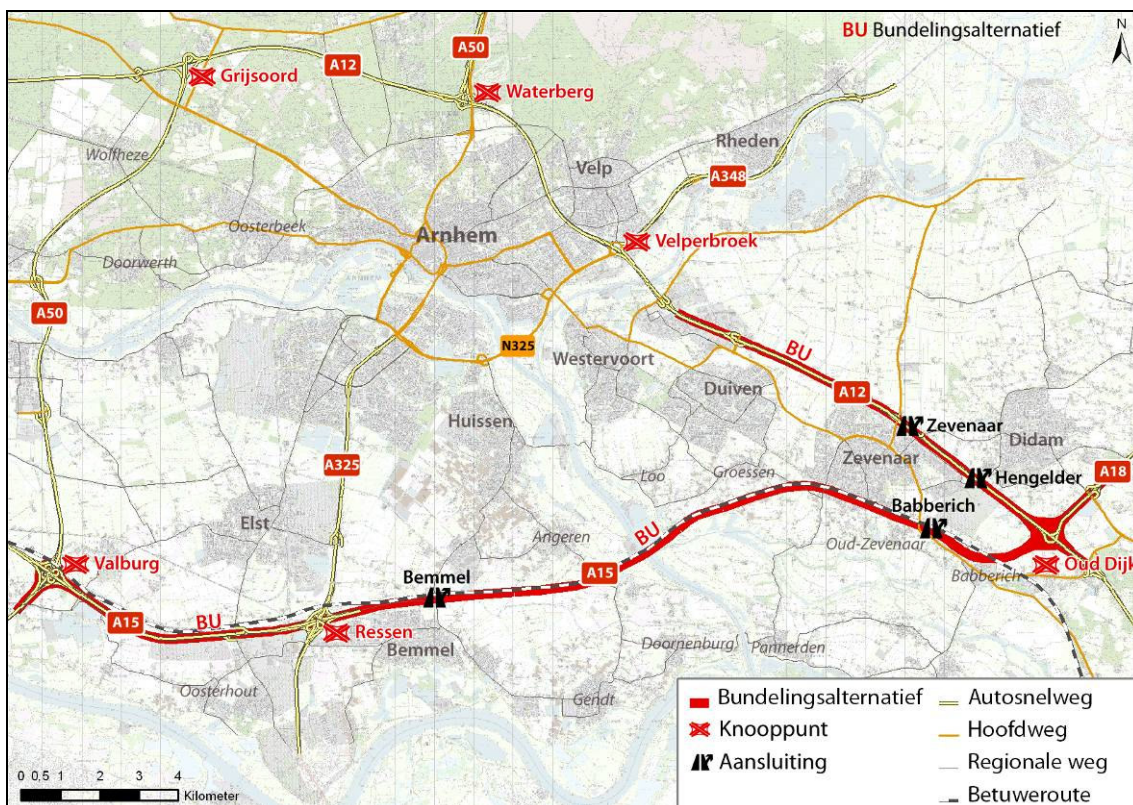 BU Bundelingsalternatief
N
A50
Grijsoord
A12
Waterberg
Rheden
Wolfheze
Velp
A348
Oosterbeek
Arnhem
Velperbroek
Doorwerth
ARNHEM
A50
N325
BU
Westervoort
Duiven
A12
Huissen
Zevenaar
Didam
A325
Zevenaar
Loo
Groessen
Hengelder
A18
Babberich
Elst
BU
Angeren
Oud-Zevenaar
Valburg
Bemmel
A15
Babberich
Oud Dijk
A15
BU
Ressen
Bemmel
Doornenburg
Pannerden
Oosterhout
Gendt
Bundelingsalternatief
Knooppunt
Aansluiting
Autosnelweg
Hoofdweg
Regionale weg
Betuweroute
0 0,5 1 2 3 4
Kilometer